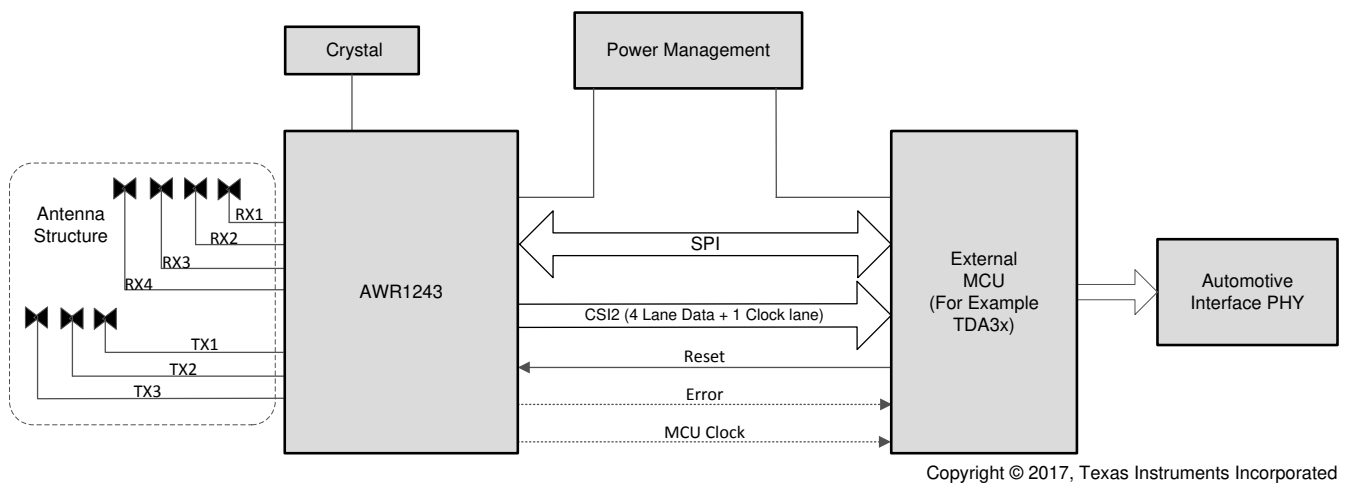 Crystal
Power Management
Antenna
Structure
RX1
RX2
RX3
RX4
TX1
TX2
TX3
AWR1243
SPI
CSI2 (4 Lane Data + 1 Clock lane)
Reset
Error
MCU Clock
External
MCU
(For Example
TDA3x)
Automotive
Interface PHY
Copyright © 2017, Texas Instruments Incorporated